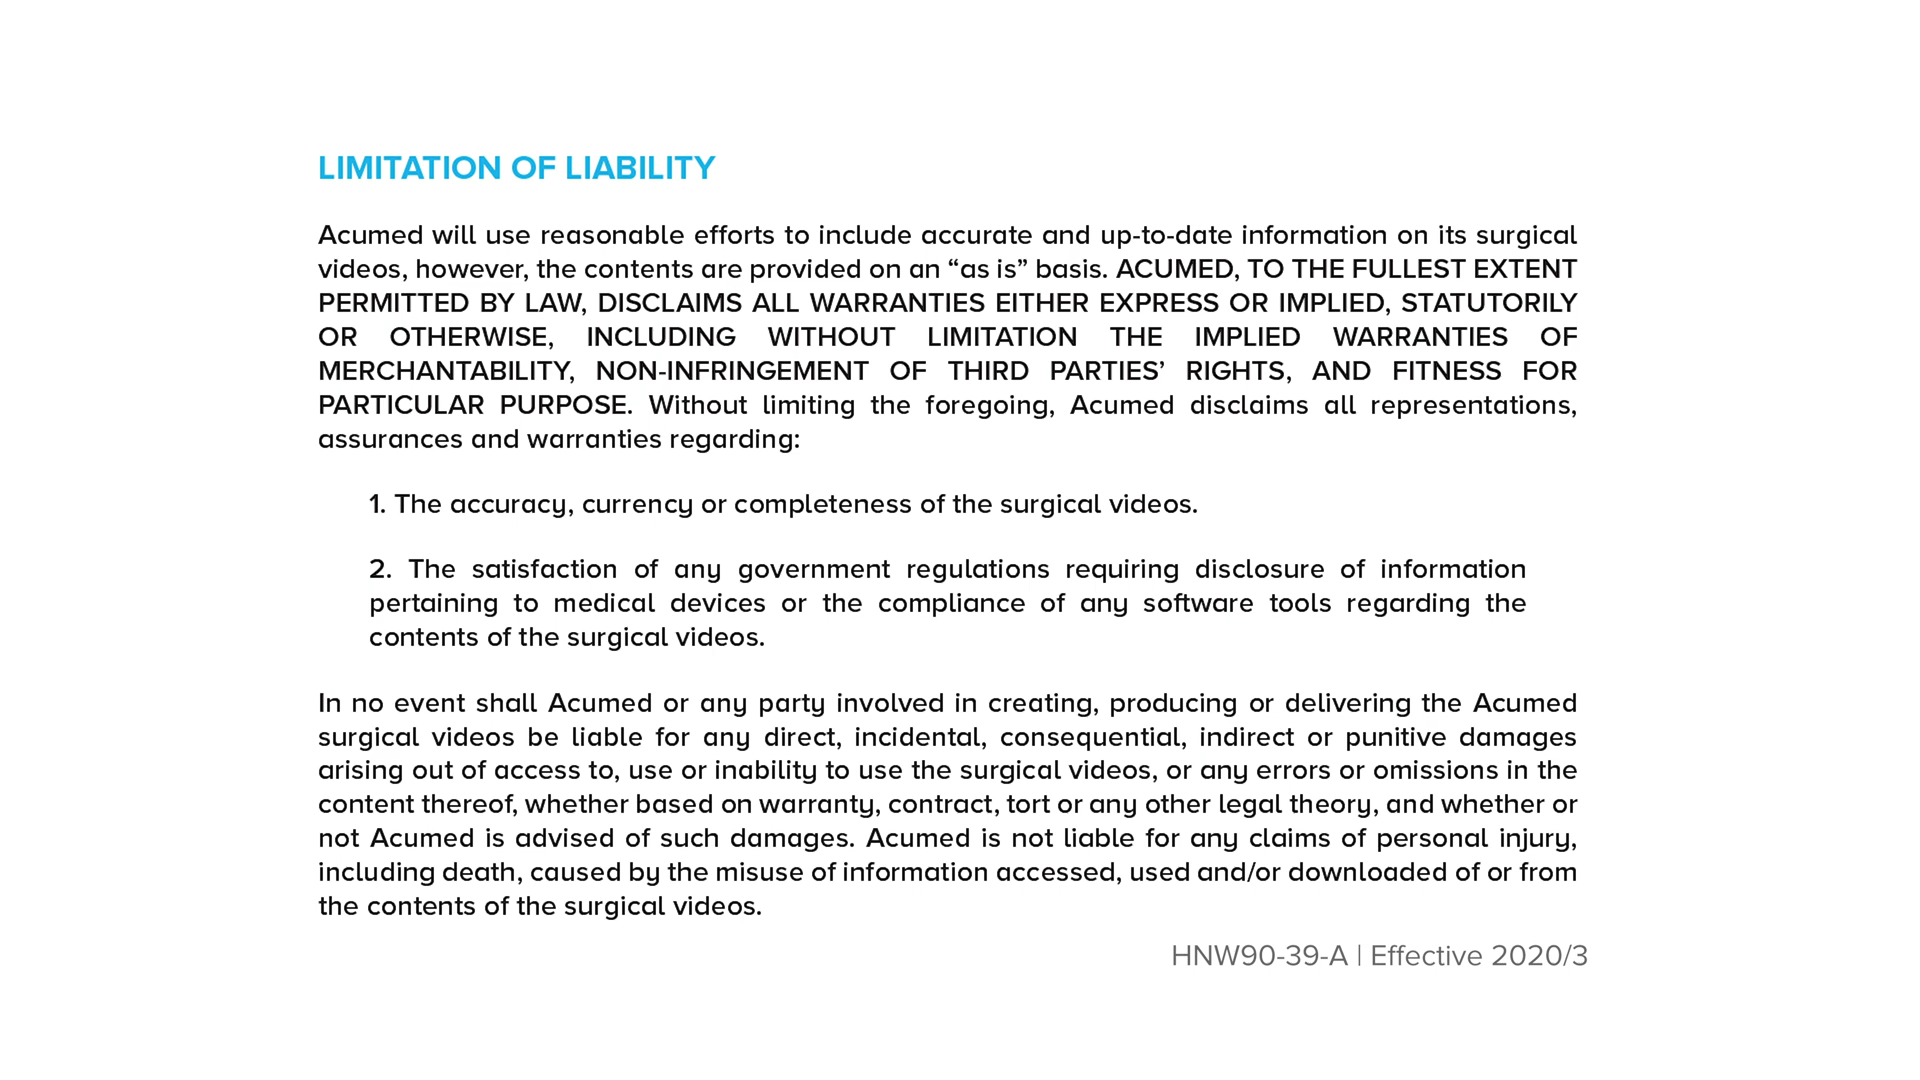 LIMITATION OF LIABILITY
Acumed will use reasonable efforts to include accurate and up-to-date information on its surgical
videos, however, the contents are provided on an “as is” basis. ACUMED, TO THE FULLEST EXTENT
PERMITTED BY LAW, DISCLAIMS ALL WARRANTIES EITHER EXPRESS OR IMPLIED, STATUTORILY
OR OTHERWISE, INCLUDING WITHOUT LIMITATION THE IMPLIED WARRANTIES OF
MERCHANTABILITY, NON-INFRINGEMENT OF THIRD PARTIES’ RIGHTS, AND FITNESS FOR
PARTICULAR PURPOSE. Without limiting the foregoing, Acumed disclaims all representations,
assurances and warranties regarding:
1. The accuracy, currency or completeness of the surgical videos.
2. The satisfaction of any government regulations requiring disclosure of information
pertaining to medical devices or the compliance of any software tools regarding the
contents of the surgical videos.
In no event shall Acumed or any party involved in creating, producing or delivering the Acumed
surgical videos be liable for any direct, incidental, consequential, indirect or punitive damages
arising out of access to, use or inability to use the surgical videos, or any errors or omissions in the
content thereof, whether based on warranty, contract, tort or any other legal theory, and whether or
not Acumed is advised of such damages. Acumed is not liable for any claims of personal injury,
including death, caused by the misuse of information accessed, used and/or downloaded of or from
the contents of the surgical videos.
HNW90-39-A | Effective 2020/3